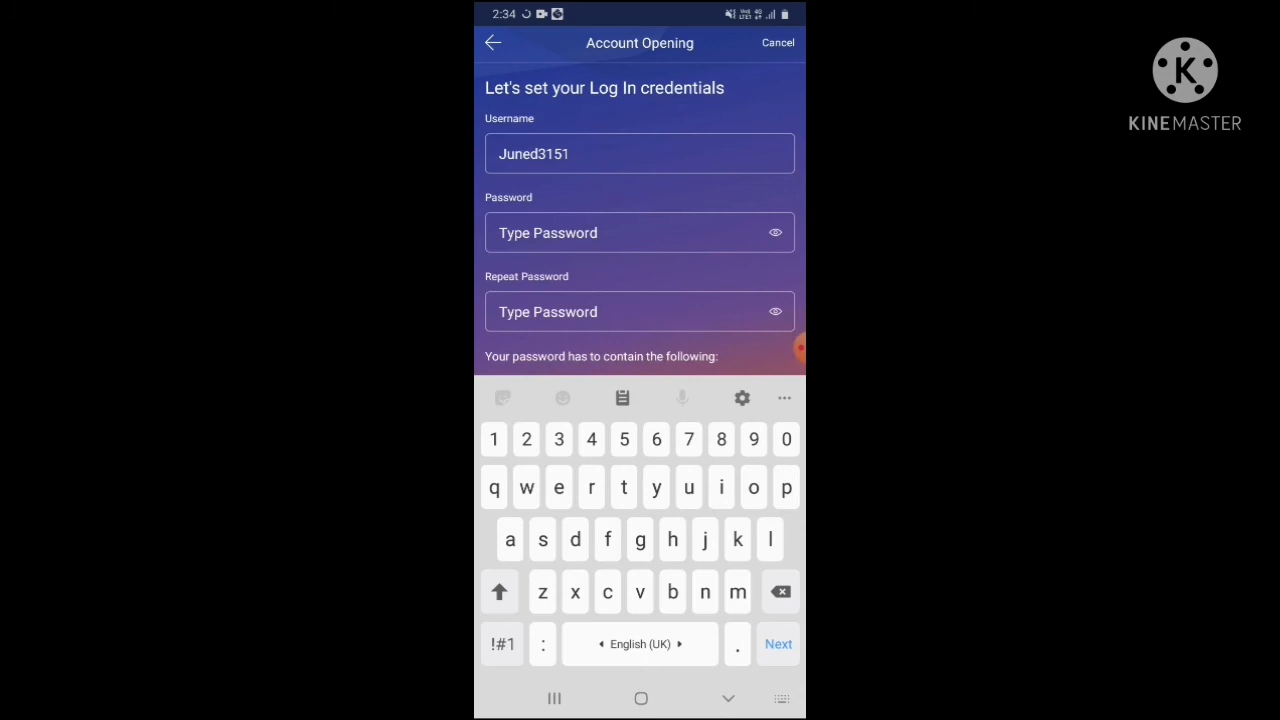 2:34
Account Opening
Cancel
Let's set your Log In credentials
Username
Juned3151
Password
Type Password
Repeat Password
Type Password
Your password has to contain the following:
1 2 3 4 5 6 7 8 9 0
q w e r t y u i o p
a s d f g h j k l
z x c v b n m
!#1 : English (UK) . Next
K
KINEMASTER